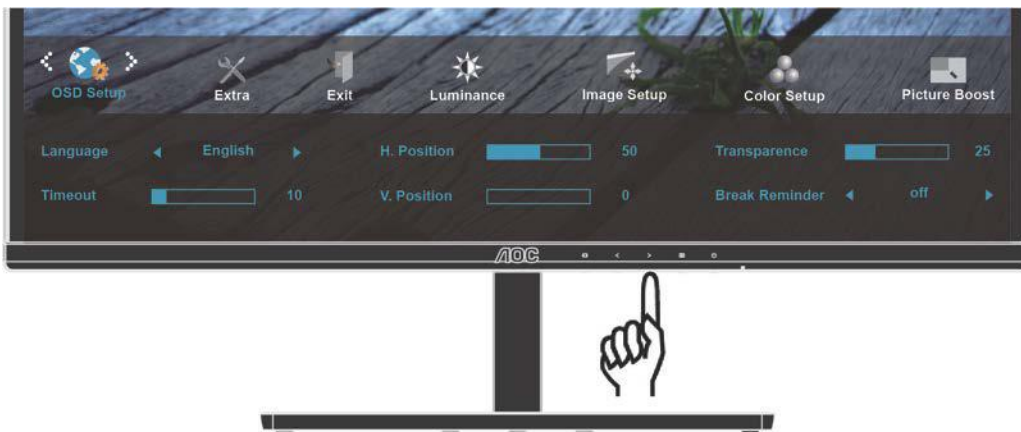 OSD Setup Extra Exit Luminance Image Setup Color Setup Picture Boost
Language English H. Position 50 Transparence 25
Timeout 10 V. Position 0 Break Reminder off
AOC